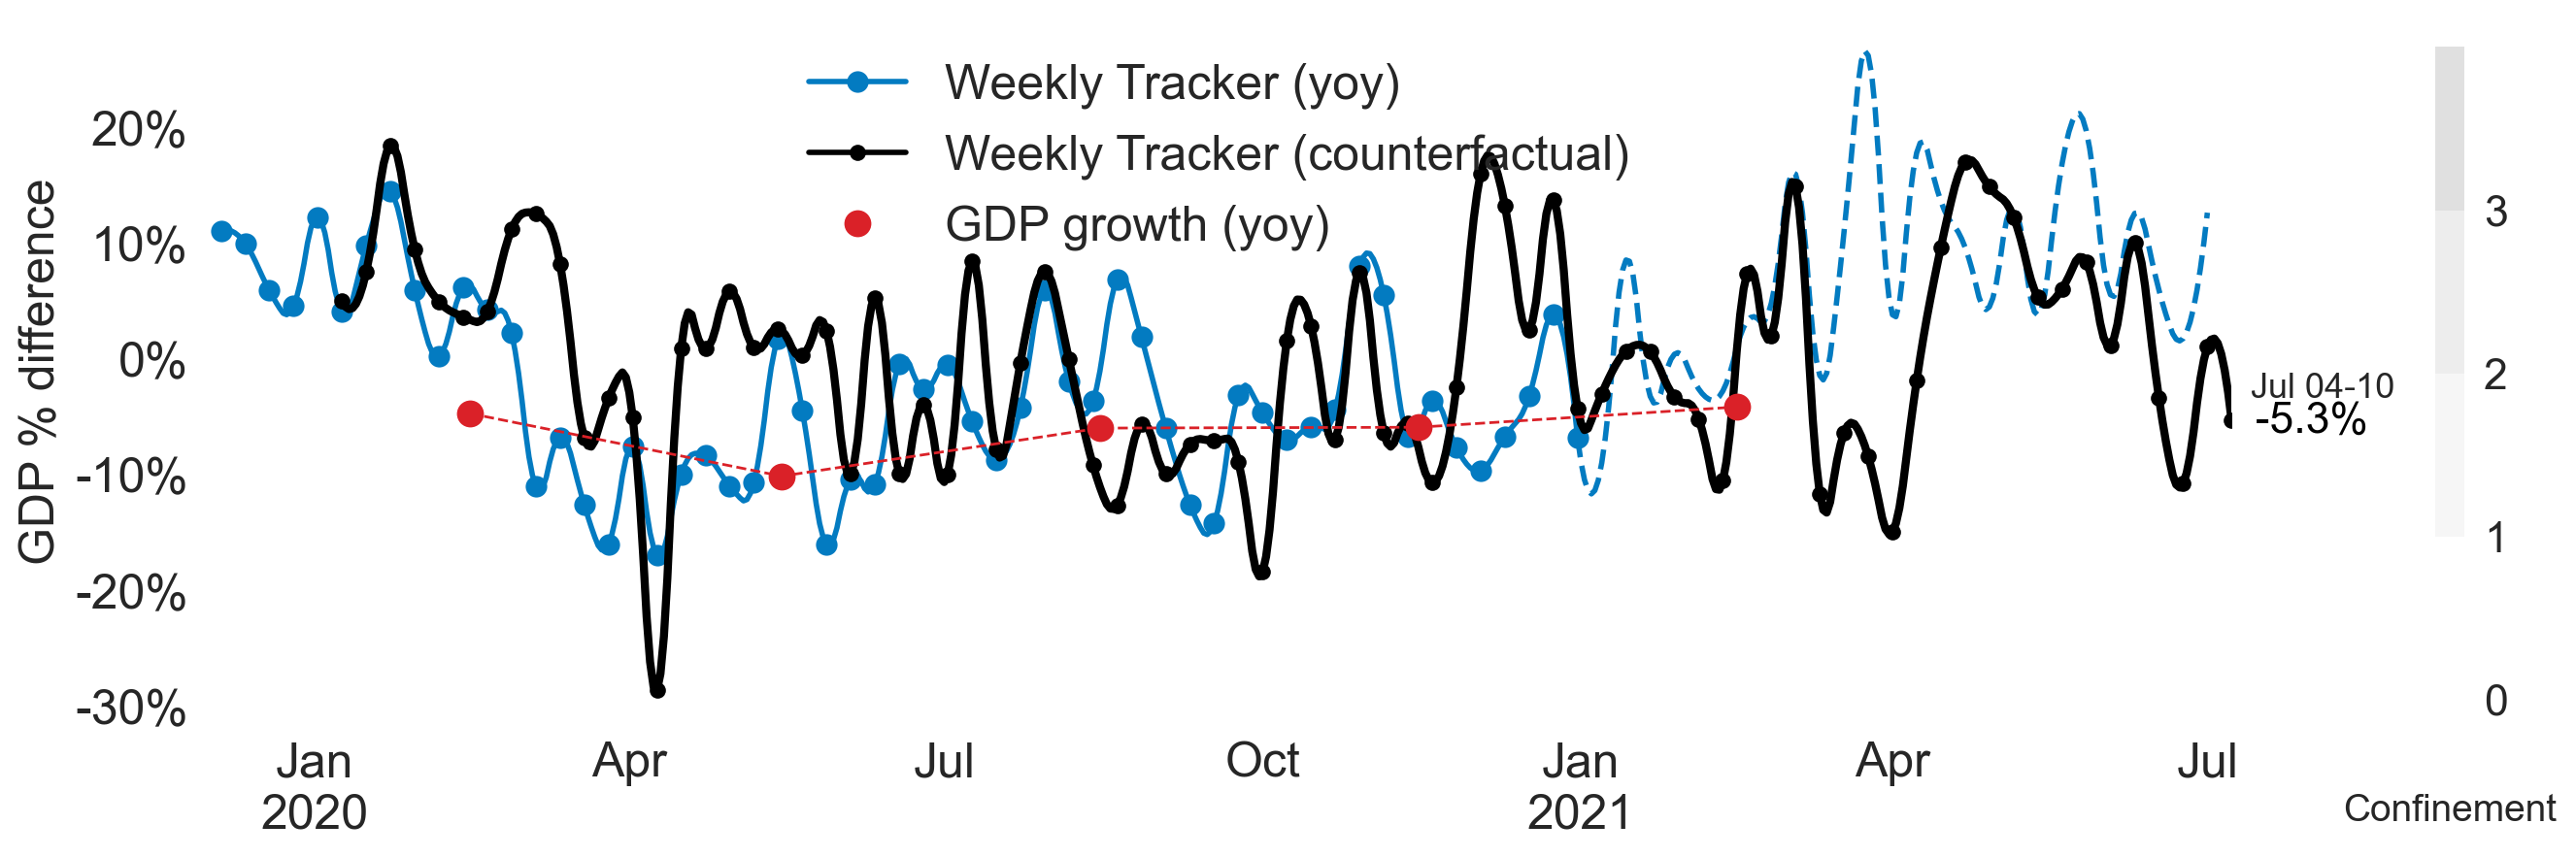 Weekly Tracker (yoy)
Weekly Tracker (counterfactual)
GDP growth (yoy)
GDP % difference
20%
10%
0%
-10%
-20%
-30%
Jan
2020
Apr
Jul
Oct
Jan
2021
Apr
Jul
Jul 04-10
-5.3%
3
2
1
0
Confinement